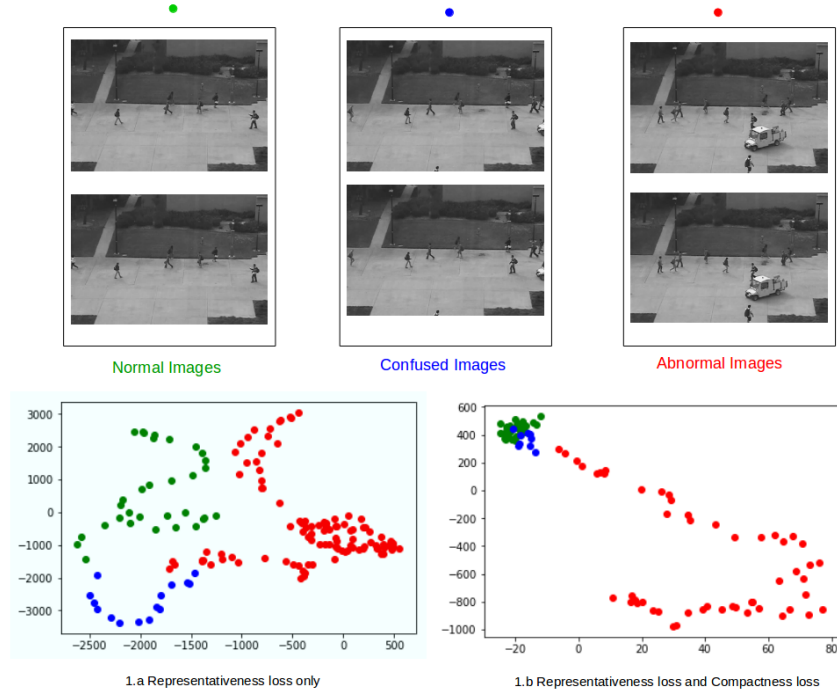 Normal Images
Confused Images
Abnormal Images
3000
2000
1000
0
−1000
−2000
−3000
−2500 −2000 −1500 −1000 −500 0 500
600
400
200
0
−200
−400
−600
−800
−1000
−20 0 20 40 60 80
1.a Representativeness loss only
1.b Representativeness loss and Compactness loss